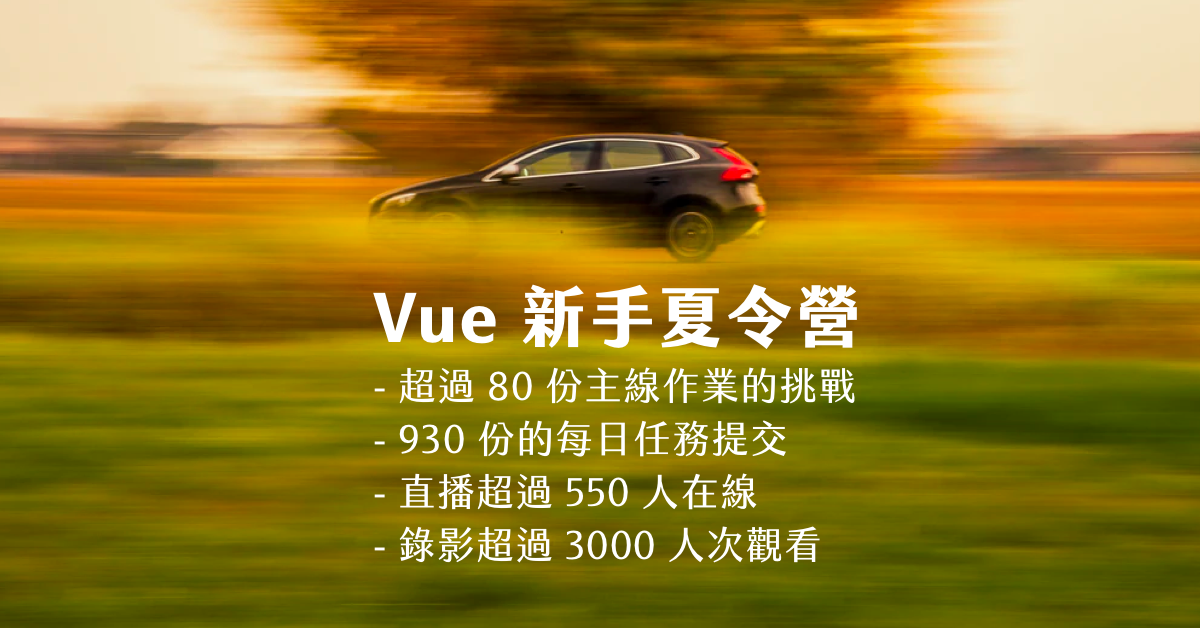 Vue 新手夏令營
- 超過 80 份主線作業的挑戰
- 930 份的每日任務提交
- 直播超過 550 人在線
- 錄影超過 3000 人次觀看